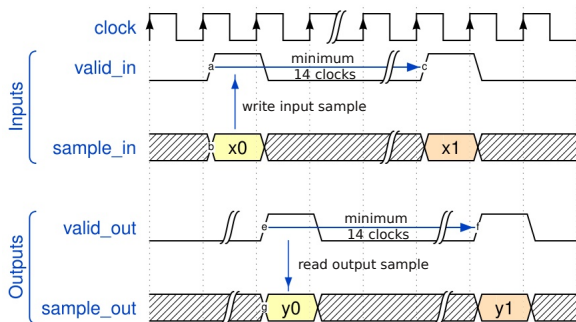 clock
Inputs
valid_in
a
minimum
14 clocks
c
write input sample
sample_in
b
x0
x1
Outputs
valid_out
e
minimum
14 clocks
f
read output sample
sample_out
g
y0
y1